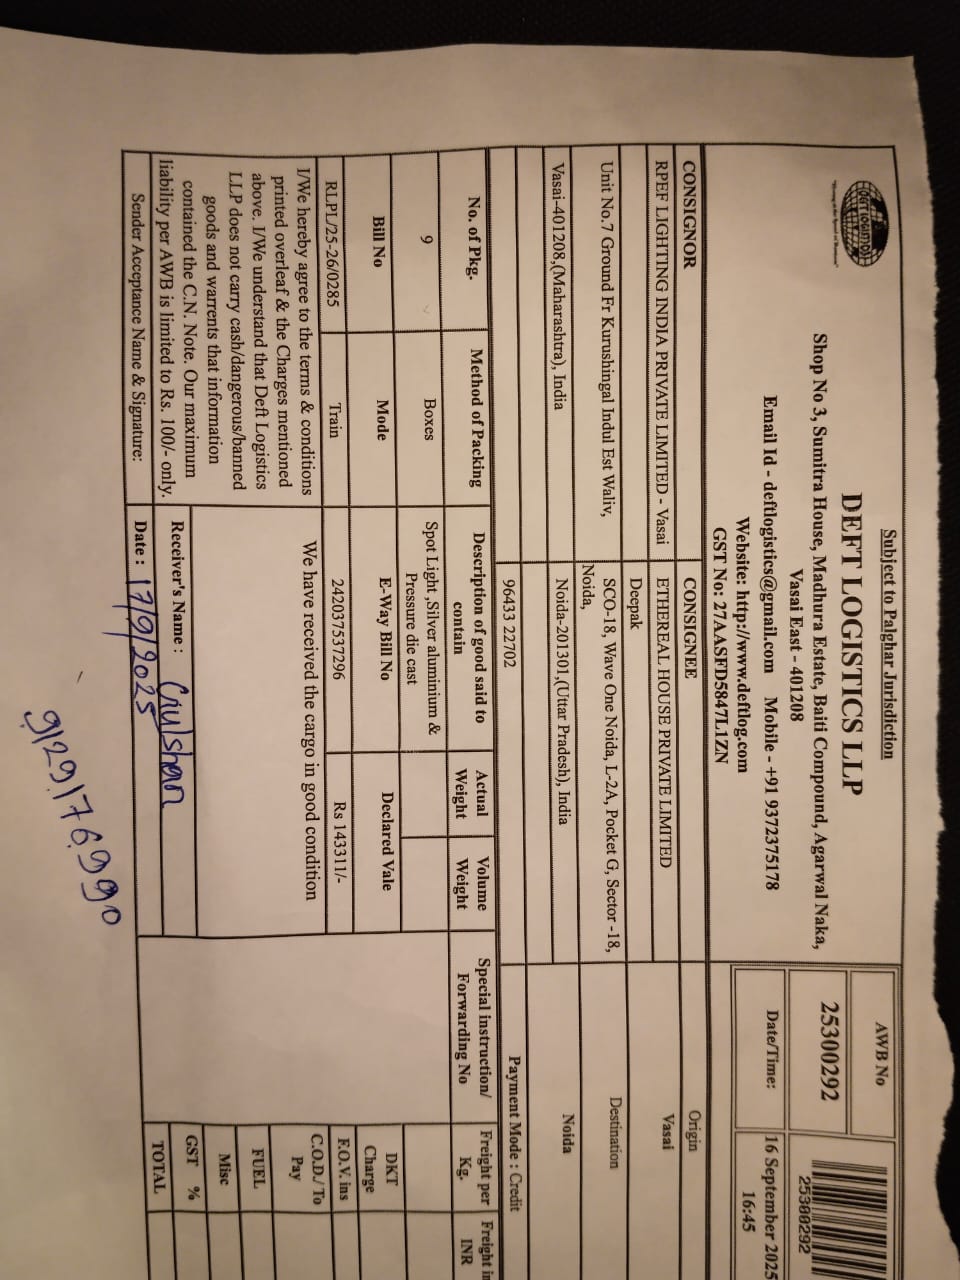 Subject to Palghar Jurisdiction
DEFT LOGISTICS LLP
Shop No 3, Sumitra House, Madhura Estate, Baiti Compound, Agarwal Naka,
Vasai East - 401208
Email Id - deftlogistics@gmail.com Mobile - +91 9372375178
Website: http://www.deftlog.com
GST No: 27AASFD5847L1ZN
AWB No
25300292
25300292
Date/Time:
16 September 2025
16:45
CONSIGNOR
CONSIGNEE
Origin
RPEF LIGHTING INDIA PRIVATE LIMITED - Vasai
ETHEREAL HOUSE PRIVATE LIMITED
Vasai
Deepak
Unit No.7 Ground Fr Kurushingal Indul Est Waliv,
SCO-18, Wave One Noida, L-2A, Pocket G, Sector -18,
Noida,
Destination
Vasai-401208,(Maharashtra), India
Noida-201301,(Uttar Pradesh), India
Noida
96433 22702
Payment Mode : Credit
No. of Pkg.
Method of Packing
Description of good said to
contain
Actual
Weight
Volume
Weight
Special instruction/
Forwarding No
Freight per
Kg.
Freight in
INR
9
Boxes
Spot Light ,Silver aluminium &
Pressure die cast
Bill No
Mode
E-Way Bill No
Declared Vale
DKT
Charge
RLPL/25-26/0285
Train
242037537296
Rs 143311/-
F.O.V. ins
I/We hereby agree to the terms & conditions
printed overleaf & the Charges mentioned
above. I/We understand that Deft Logistics
LLP does not carry cash/dangerous/banned
goods and warrents that information
contained the C.N. Note. Our maximum
liability per AWB is limited to Rs. 100/- only.
We have received the cargo in good condition
C.O.D./ To
Pay
FUEL
Misc
GST %
TOTAL
Receiver's Name : Gulshan
Sender Acceptance Name & Signature:
Date : 17/9/2025
9129176990